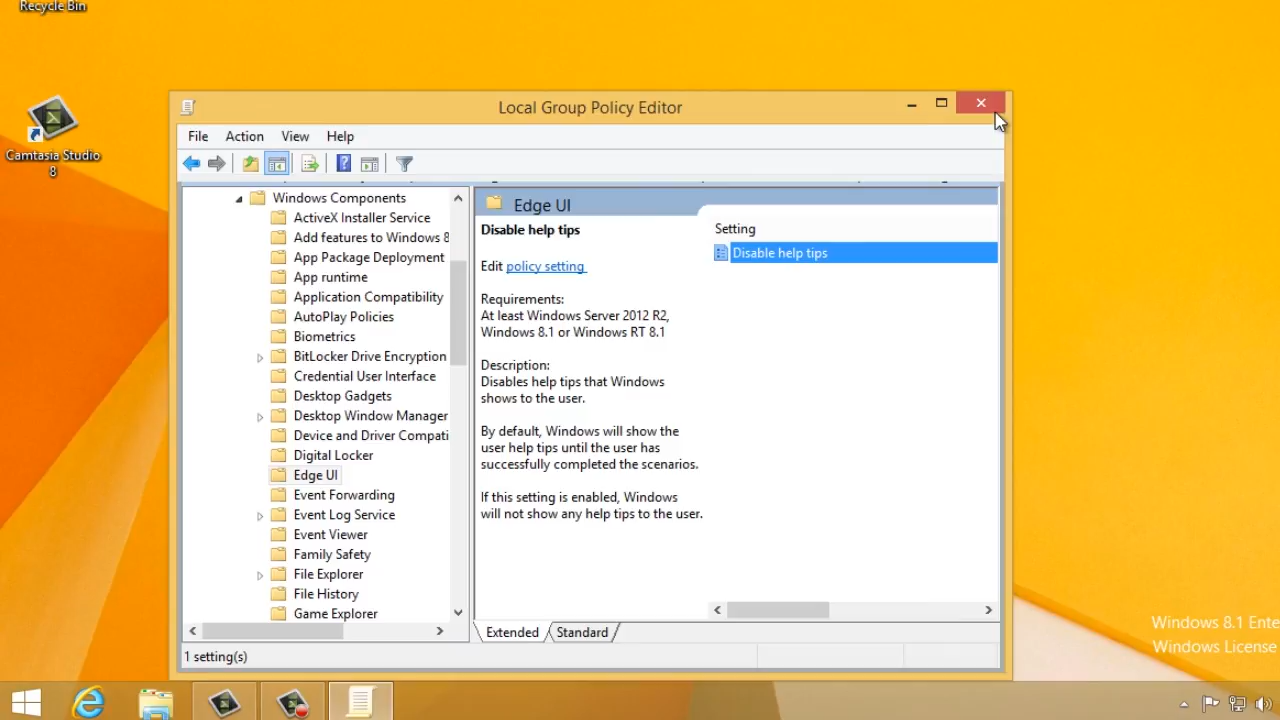 Recycle Bin
Camtasia Studio
8
Local Group Policy Editor
File Action View Help
Windows Components
ActiveX Installer Service
Add features to Windows 8
App Package Deployment
App runtime
Application Compatibility
AutoPlay Policies
Biometrics
BitLocker Drive Encryption
Credential User Interface
Desktop Gadgets
Desktop Window Manager
Device and Driver Compati
Digital Locker
Edge UI
Event Forwarding
Event Log Service
Event Viewer
Family Safety
File Explorer
File History
Game Explorer
Edge UI
Disable help tips
Edit policy setting
Requirements:
At least Windows Server 2012 R2,
Windows 8.1 or Windows RT 8.1
Description:
Disables help tips that Windows
shows to the user.
By default, Windows will show the
user help tips until the user has
successfully completed the scenarios.
If this setting is enabled, Windows
will not show any help tips to the user.
Setting
Disable help tips
Extended Standard
1 setting(s)
Windows 8.1 Ente
Windows License